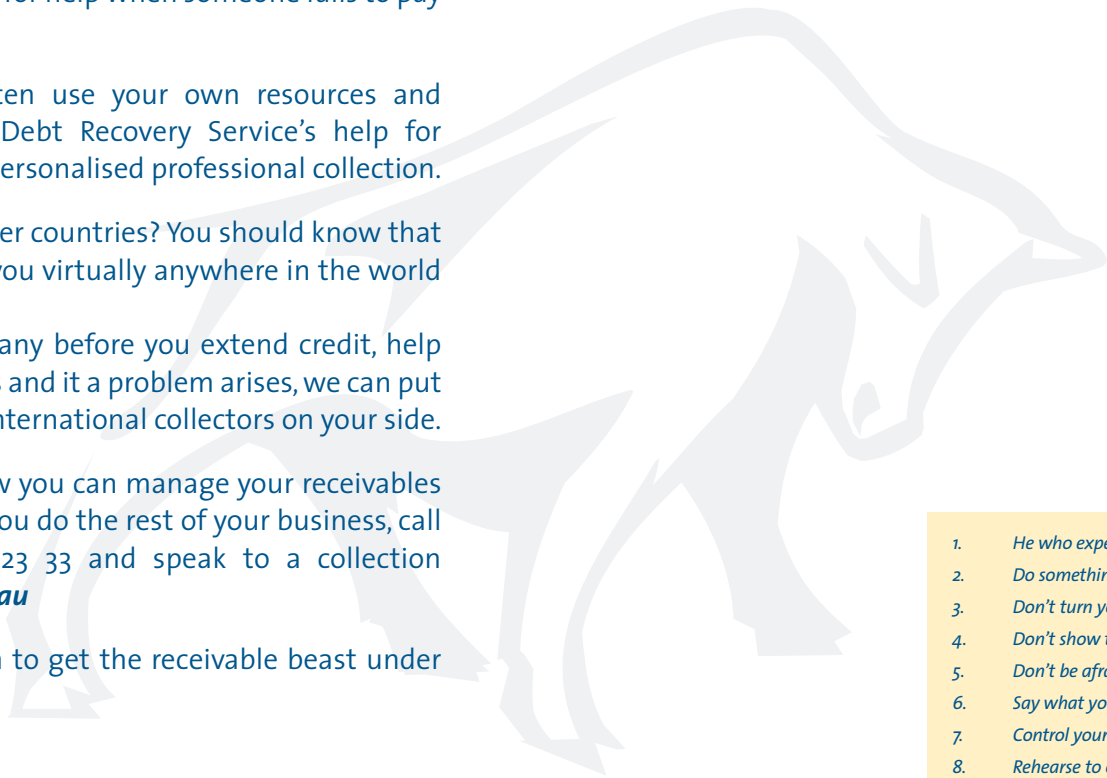 for help when someone fails to pay
ten use your own resources and
Debt Recovery Service’s help for
ersonalised professional collection.
er countries? You should know that
you virtually anywhere in the world
any before you extend credit, help
and it a problem arises, we can put
nternational collectors on your side.
you can manage your receivables
ou do the rest of your business, call
23 33 and speak to a collection
au
to get the receivable beast under
1. He who expe
2. Do somethin
3. Don’t turn y
4. Don’t show
5. Don’t be afra
6. Say what yo
7. Control your
8. Rehearse to